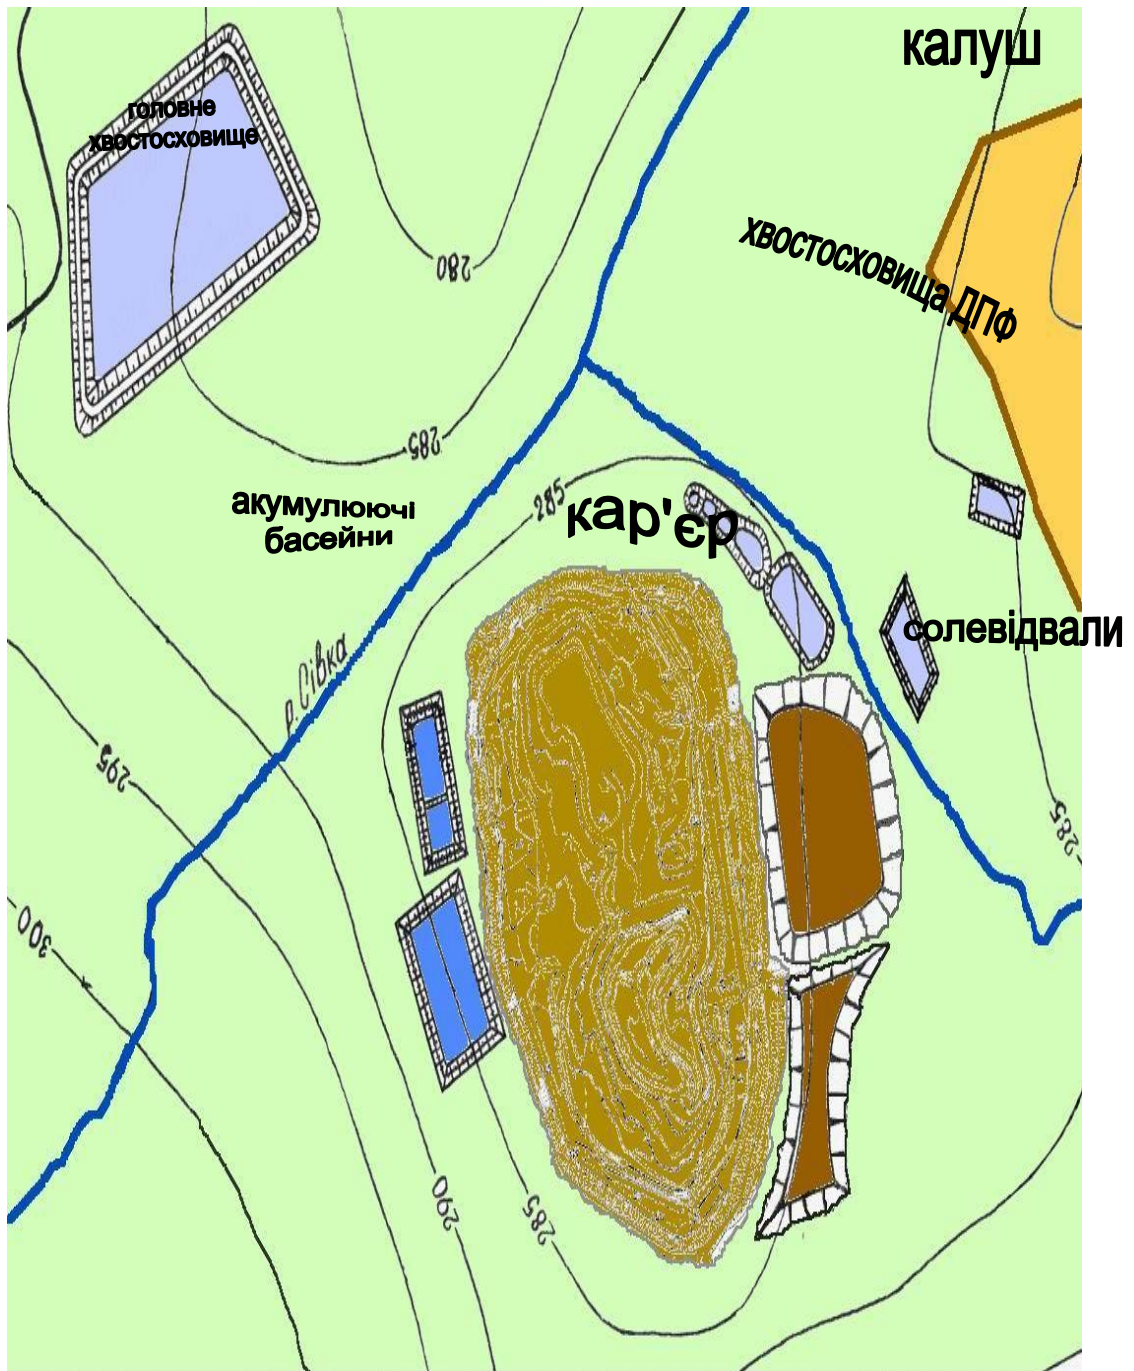 калуш
головне
хвостосховище
хвостосховища ДПФ
280
285
акумулюючі
басейни
285
кар'єр
солевідвали
р. Сівка
295
285
300
290
285